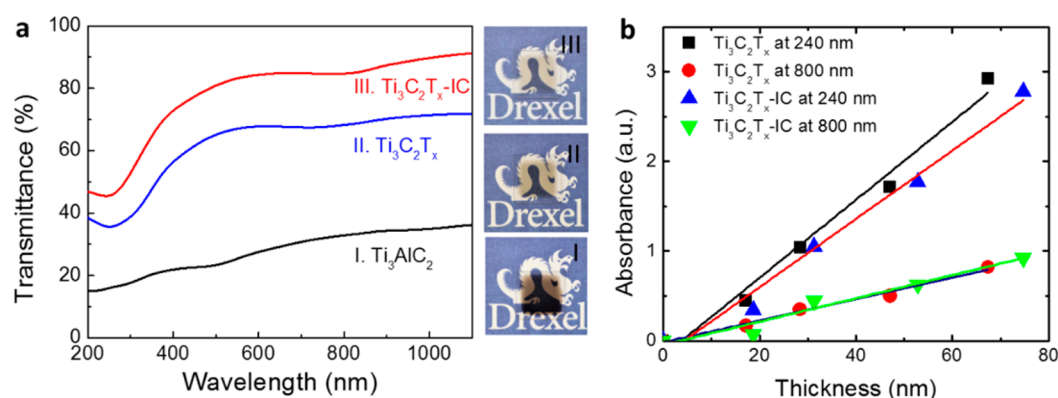 a
Transmittance (%)
100
80
60
40
20
0
200
400
600
800
1000
Wavelength (nm)
III. Ti₃C₂Tₓ-IC
II. Ti₃C₂Tₓ
I. Ti₃AlC₂
III
Drexel
II
Drexel
I
Drexel
b
Absorbance (a.u.)
3
2
1
0
0
20
40
60
80
Thickness (nm)
Ti₃C₂Tₓ at 240 nm
Ti₃C₂Tₓ at 800 nm
Ti₃C₂Tₓ-IC at 240 nm
Ti₃C₂Tₓ-IC at 800 nm